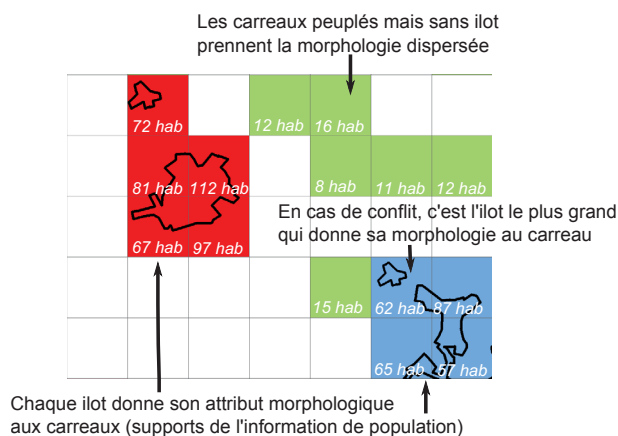 Les carreaux peuplés mais sans ilot
prennent la morphologie dispersée
72 hab
12 hab
16 hab
81 hab
112 hab
8 hab
11 hab
12 hab
En cas de conflit, c'est l'ilot le plus grand
qui donne sa morphologie au carreau
67 hab
97 hab
15 hab
62 hab
87 hab
65 hab
57 hab
Chaque ilot donne son attribut morphologique
aux carreaux (supports de l'information de population)